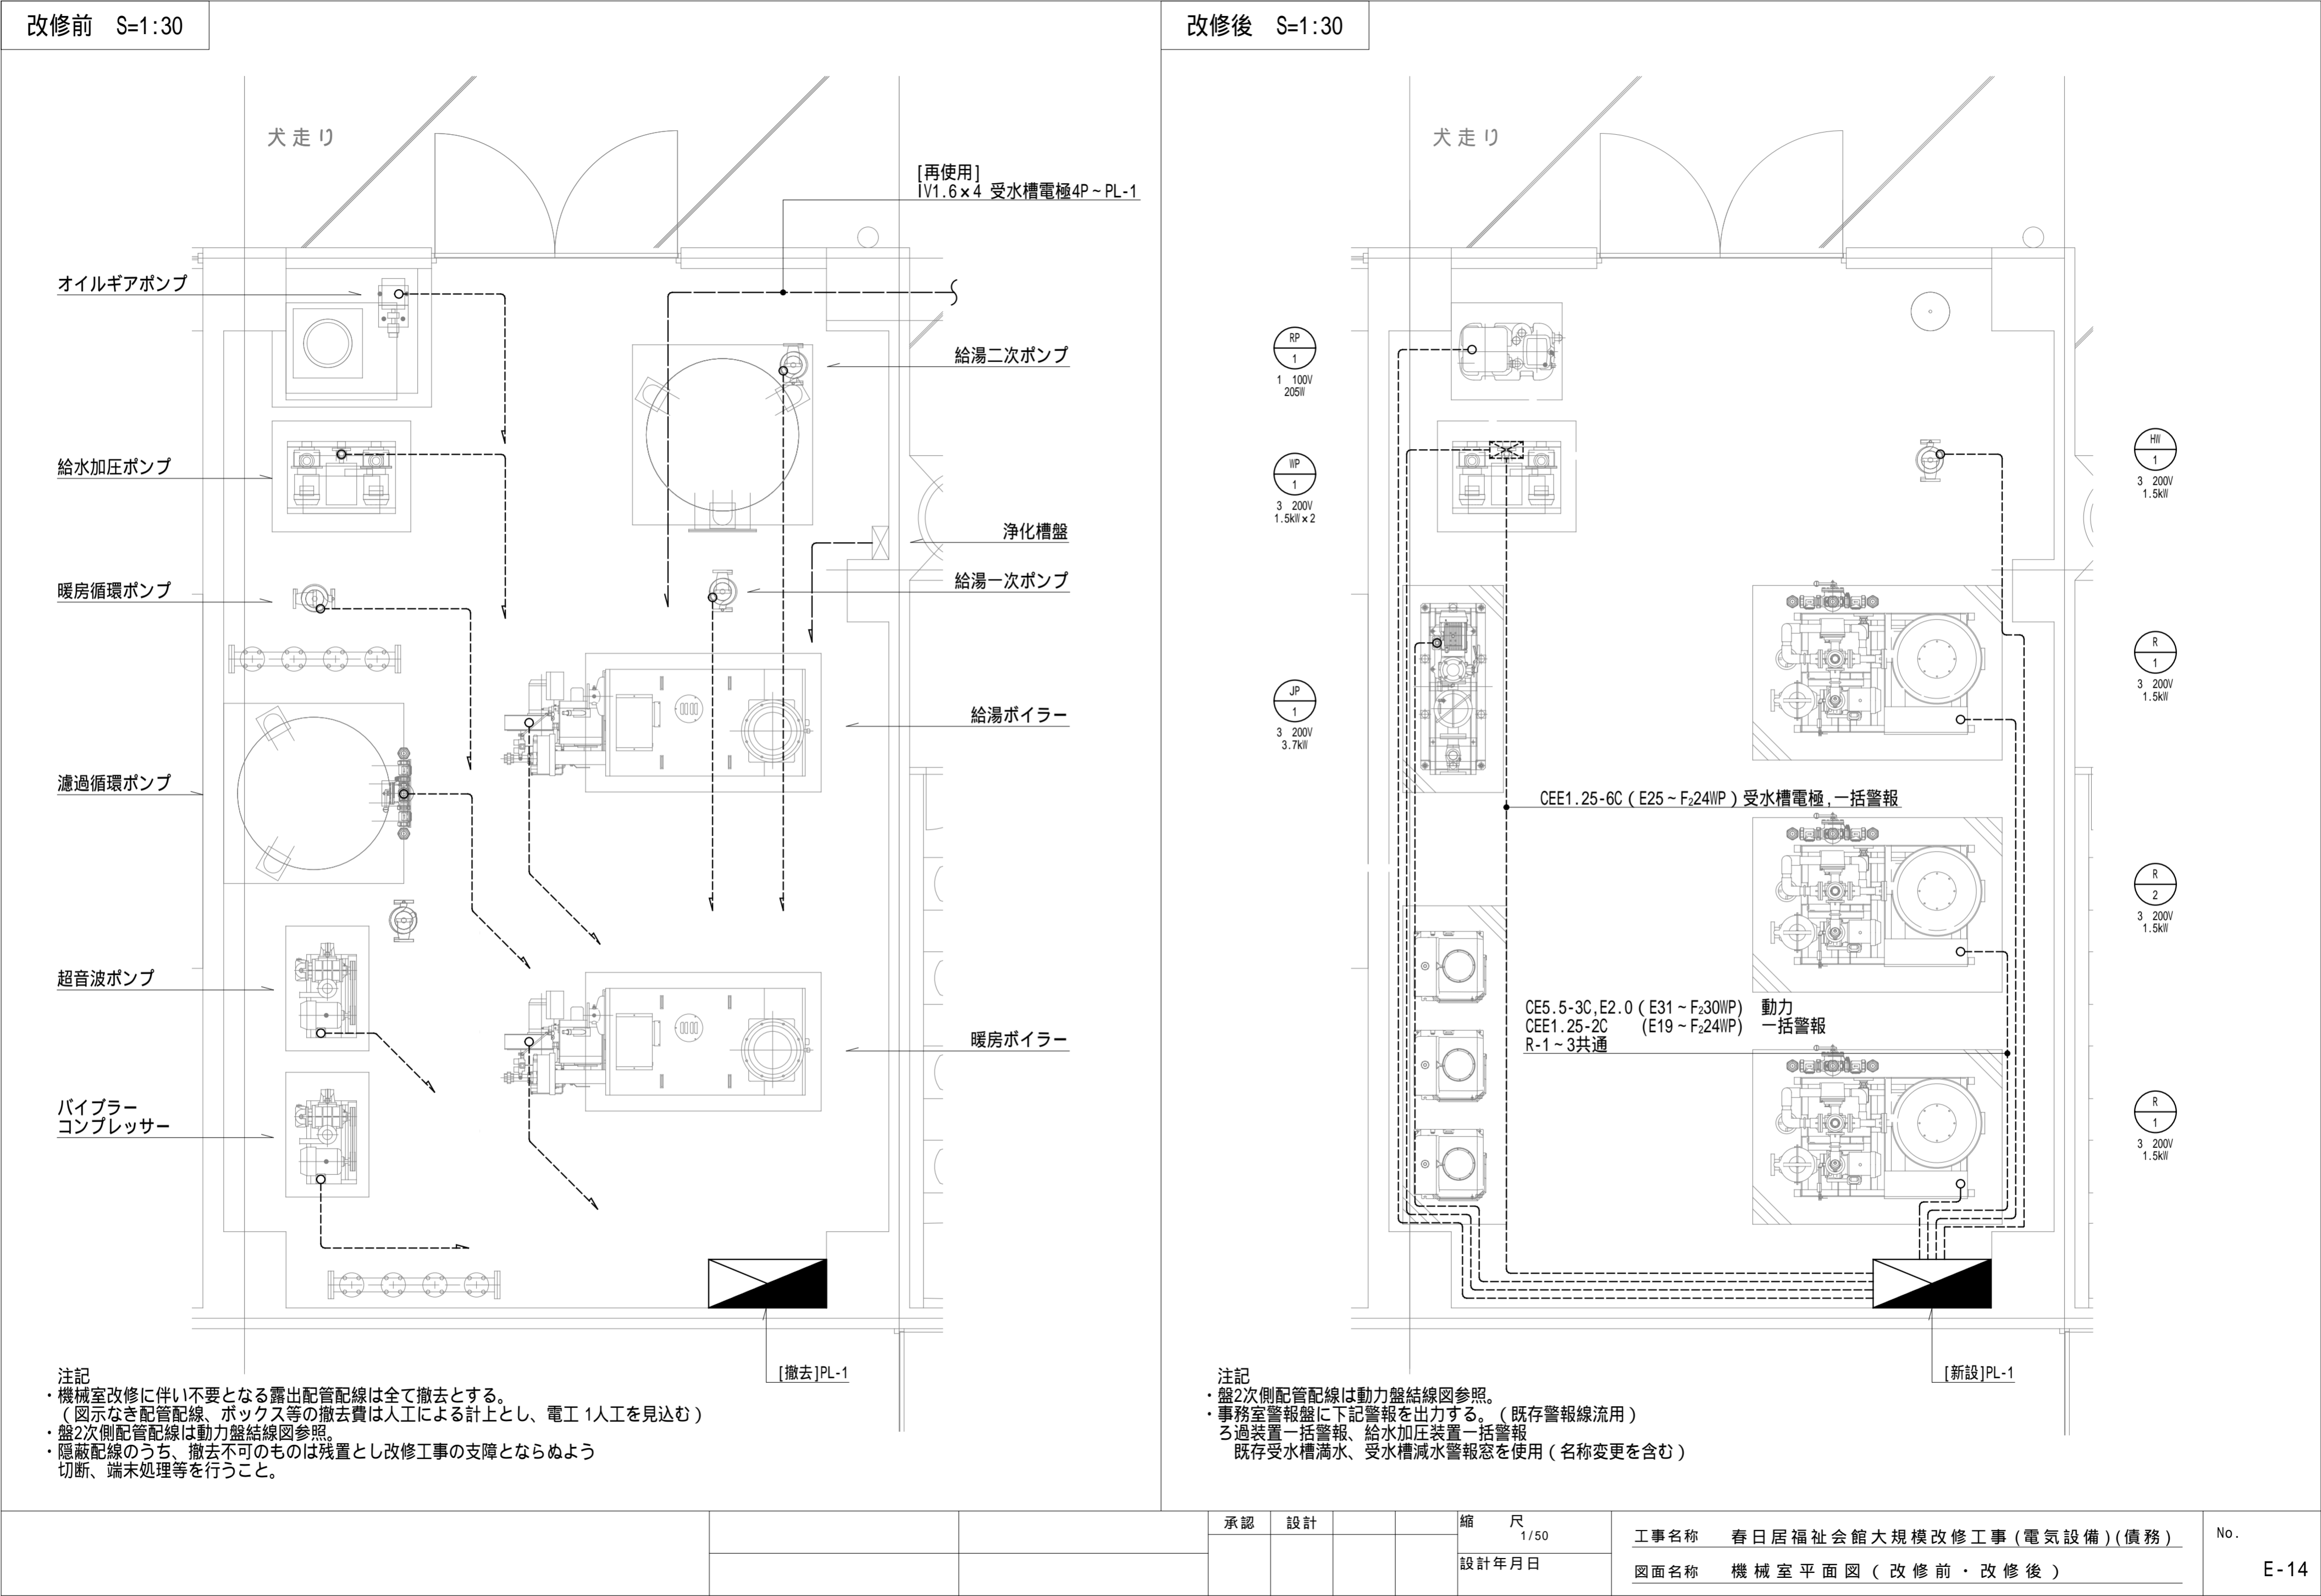 改修前　S=1:30
犬走り
[再使用]
IV1.6×4 受水槽電極4P~PL-1
オイルギアポンプ
給水加圧ポンプ
暖房循環ポンプ
濾過循環ポンプ
超音波ポンプ
バイブラー
コンプレッサー
給湯二次ポンプ
浄化槽盤
給湯一次ポンプ
給湯ボイラー
暖房ボイラー
[撤去]PL-1
注記
・機械室改修に伴い不要となる露出配管配線は全て撤去とする。
（図示なき配管配線、ボックス等の撤去費は人工による計上とし、電工 1人工を見込む）
・盤2次側配管配線は動力盤結線図参照。
・隠蔽配線のうち、撤去不可のものは残置とし改修工事の支障とならぬよう
切断、端末処理等を行うこと。
改修後　S=1:30
犬走り
RP
1
1 100V
205W
WP
1
3 200V
1.5kW×2
JP
1
3 200V
3.7kW
HW
1
3 200V
1.5kW
R
1
3 200V
1.5kW
R
2
3 200V
1.5kW
R
1
3 200V
1.5kW
CEE1.25-6C（E25~F₂24WP）受水槽電極,一括警報
CE5.5-3C,E2.0（E31~F₂30WP） 動力
CEE1.25-2C （E19~F₂24WP） 一括警報
R-1~3共通
[新設]PL-1
注記
・盤2次側配管配線は動力盤結線図参照。
・事務室警報盤に下記警報を出力する。（既存警報線流用）
ろ過装置一括警報、給水加圧装置一括警報
既存受水槽満水、受水槽減水警報窓を使用（名称変更を含む）
承認　設計
縮　尺
1/50
設計年月日
工事名称　春日居福祉会館大規模改修工事(電気設備)(債務)
図面名称　機械室平面図（改修前・改修後）
No.
E-14